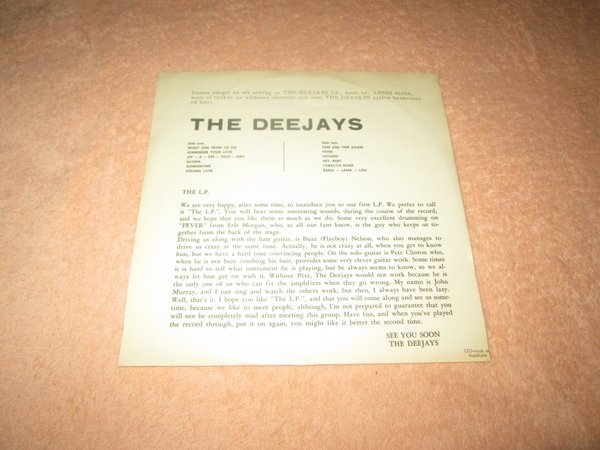 Denna singel är ett utdrag ur THE DEEJAYS LP, best.nr. LPHM
som vi tycker är alldeles utmärkt och som THE DEEJAYS själva beskriver
så här:
THE DEEJAYS
Side one:
WHAT CAN I DO
SURRENDER YOUR LOVE
ZIP — A — DEE — DOO — DAH
GLORIA
SUMMERTIME
STRONG LOVE
Side two:
TIME AND TIME AGAIN
FEVER
STONED
HEY, BABY
TOBACCO ROAD
BAMA — LAMA — LOU
THE L.P.
We are very happy, after some time, to introduce you to our first L.P. We prefer to call
it "The L.P.". You will hear some interesting sounds, during the course of the record,
and we hope that you like them as much as we do. Some very excellent drumming on
"FEVER" from Eric Morgan, who, as all our fans know, is the guy who keeps us to-
gether from the back of the stage.
Driving us along with the bass guitar, is Buzz (Flayboy) Nelson, who also manages to
drive us crazy at the same time. Actually, he is not crazy at all, when you get to know
him, but we have a hard time convincing people. On the solo guitar is Pete Clinton who,
when he is not busy combing his hair, provides some very clever guitar work. Some times
it is hard to tell what instrument he is playing, but he always seems to know, so we al-
ways let him get on with it. Without Pete, The Deejays would not work because he is
the only one of us who can fix the amplifiers when they go wrong. My name is John
Murray, and I just sing and watch the others work, but then, I always have been lazy.
Well, that's it. I hope you like "The L.P.", and that you will come along and see us some-
time, because we like to meet people, although, I'm not prepared to guarantee that you
will not be completely mad after meeting this group. Have fun, and when you've played
the record through, put it on again, you might like it better the second time.
SEE YOU SOON
THE DEEJAYS
Stockholm